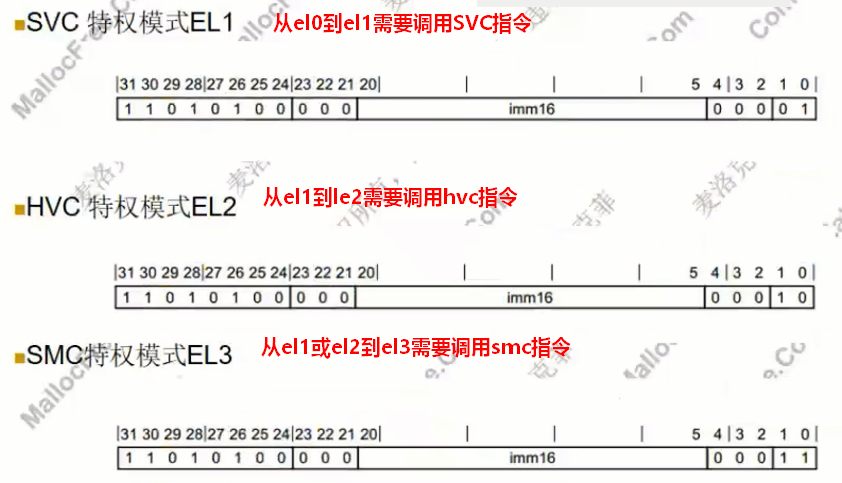 ■SVC 特权模式EL1 从el0到el1需要调用SVC指令
|31 30 29 28|27 26 25 24|23 22 21 20| | | | 5 4|3 2 1 0|
1 1 0 1 0 1 0 0 0 0 0 imm16 0 0 0 0 1
■HVC 特权模式EL2 从el1到le2需要调用hvc指令
|31 30 29 28|27 26 25 24|23 22 21 20| | | | 5 4|3 2 1 0|
1 1 0 1 0 1 0 0 0 0 0 imm16 0 0 0 1 0
■SMC特权模式EL3 从el1或el2到el3需要调用smc指令
|31 30 29 28|27 26 25 24|23 22 21 20| | | | 5 4|3 2 1 0|
1 1 0 1 0 1 0 0 0 0 0 imm16 0 0 0 1 1